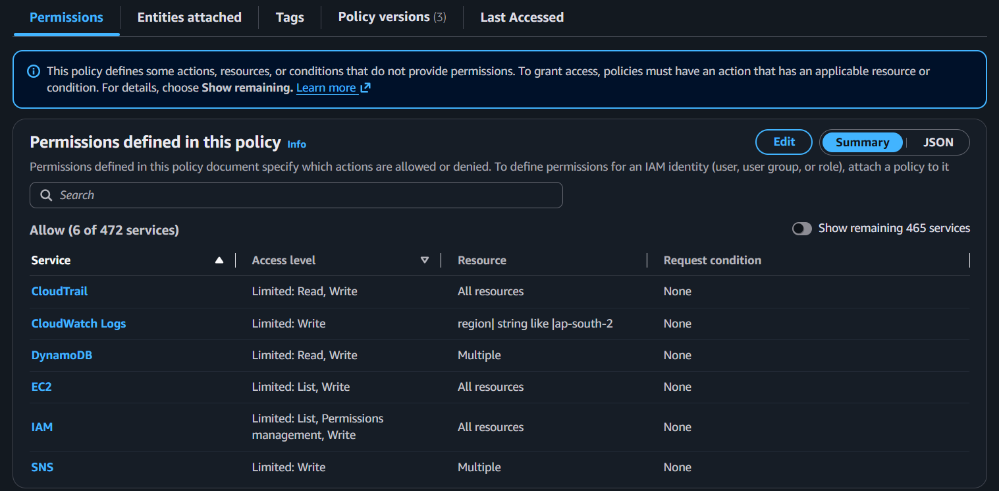 Permissions Entities attached Tags Policy versions (3) Last Accessed
This policy defines some actions, resources, or conditions that do not provide permissions. To grant access, policies must have an action that has an applicable resource or
condition. For details, choose Show remaining. Learn more
Permissions defined in this policy Info Edit Summary JSON
Permissions defined in this policy document specify which actions are allowed or denied. To define permissions for an IAM identity (user, user group, or role), attach a policy to it
Search
Allow (6 of 472 services) Show remaining 465 services
Service Access level Resource Request condition
CloudTrail Limited: Read, Write All resources None
CloudWatch Logs Limited: Write region| string like |ap-south-2 None
DynamoDB Limited: Read, Write Multiple None
EC2 Limited: List, Write All resources None
IAM Limited: List, Permissions
management, Write All resources None
SNS Limited: Write Multiple None